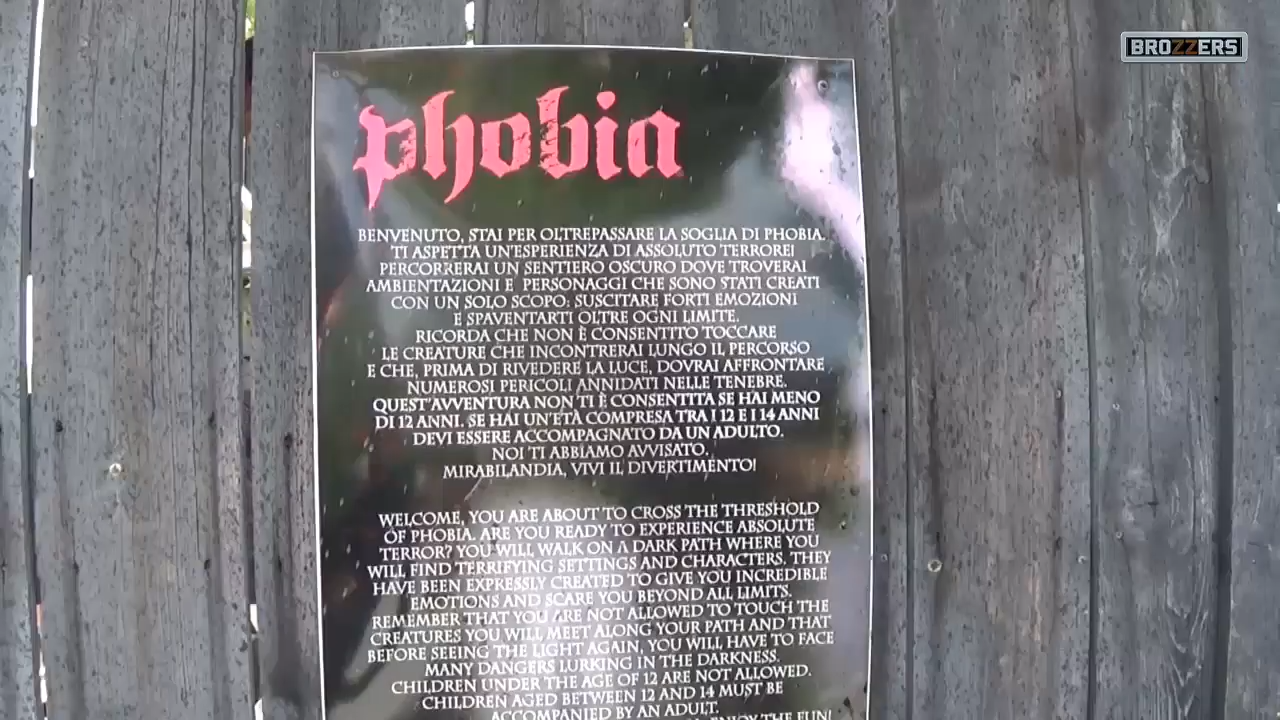 BROZZERS
phobia
BENVENUTO, STAI PER OLTREPASSARE LA SOGLIA DI PHOBIA.
TI ASPETTA UN'ESPERIENZA DI ASSOLUTO TERRORE!
PERCORRERAI UN SENTIERO OSCURO DOVE TROVERAI
AMBIENTAZIONI E PERSONAGGI CHE SONO STATI CREATI
CON UN SOLO SCOPO: SUSCITARE FORTI EMOZIONI
E SPAVENTARTI OLTRE OGNI LIMITE.
RICORDA CHE NON È CONSENTITO TOCCARE
LE CREATURE CHE INCONTRERAI LUNGO IL PERCORSO
E CHE, PRIMA DI RIVEDERE LA LUCE, DOVRAI AFFRONTARE
NUMEROSI PERICOLI ANNIDATI NELLE TENEBRE.
QUEST'AVVENTURA NON TI È CONSENTITA SE HAI MENO
DI 12 ANNI. SE HAI UN'ETÀ COMPRESA TRA I 12 E I 14 ANNI
DEVI ESSERE ACCOMPAGNATO DA UN ADULTO.
NOI TI ABBIAMO AVVISATO.
MIRABILANDIA, VIVI IL DIVERTIMENTO!
WELCOME, YOU ARE ABOUT TO CROSS THE THRESHOLD
OF PHOBIA. ARE YOU READY TO EXPERIENCE ABSOLUTE
TERROR? YOU WILL WALK ON A DARK PATH WHERE YOU
WILL FIND TERRIFYING SETTINGS AND CHARACTERS. THEY
HAVE BEEN EXPRESSLY CREATED TO GIVE YOU INCREDIBLE
EMOTIONS AND SCARE YOU BEYOND ALL LIMITS.
REMEMBER THAT YOU ARE NOT ALLOWED TO TOUCH THE
CREATURES YOU WILL MEET ALONG YOUR PATH AND THAT
BEFORE SEEING THE LIGHT AGAIN, YOU WILL HAVE TO FACE
MANY DANGERS LURKING IN THE DARKNESS.
CHILDREN UNDER THE AGE OF 12 ARE NOT ALLOWED.
CHILDREN AGED BETWEEN 12 AND 14 MUST BE
ACCOMPANIED BY AN ADULT.
ENJOY THE FUN!